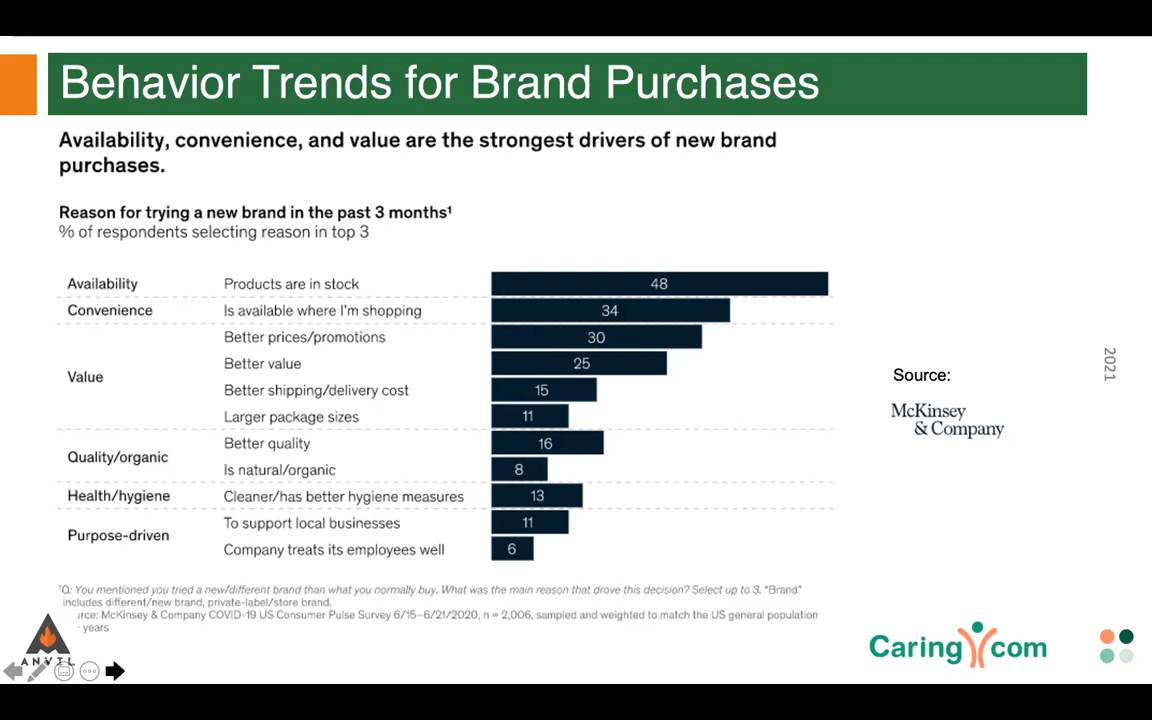 Behavior Trends for Brand Purchases
Availability, convenience, and value are the strongest drivers of new brand
purchases.
Reason for trying a new brand in the past 3 months¹
% of respondents selecting reason in top 3
Availability Products are in stock 48
Convenience Is available where I'm shopping 34
Better prices/promotions 30
Value
Better value 25
Better shipping/delivery cost 15
Larger package sizes 11
Quality/organic
Better quality 16
Is natural/organic 8
Health/hygiene Cleaner/has better hygiene measures 13
Purpose-driven
To support local businesses 11
Company treats its employees well 6
Source:
McKinsey
& Company
2021
¹Q: You mentioned you tried a new/different brand than what you normally buy. What was the main reason that drove this decision? Select up to 3. “Brand”
includes different/new brand, private-label/store brand.
urce: McKinsey & Company COVID-19 US Consumer Pulse Survey 6/15–6/21/2020, n = 2,006, sampled and weighted to match the US general population
years
ANVIL
Caring.com